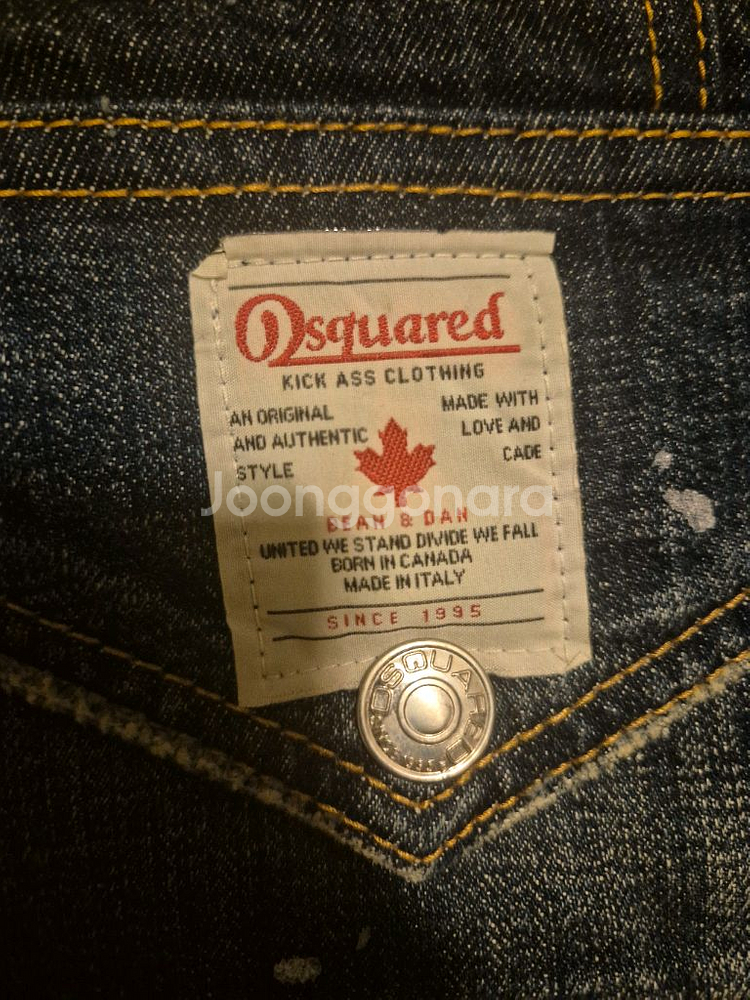 Dsquared
KICK ASS CLOTHING
AN ORIGINAL
AND AUTHENTIC
STYLE
MADE WITH
LOVE AND
CADE
Joonggonara
DEAN & DAN
UNITED WE STAND DIVIDE WE FALL
BORN IN CANADA
MADE IN ITALY
SINCE 1995
DSQUARED